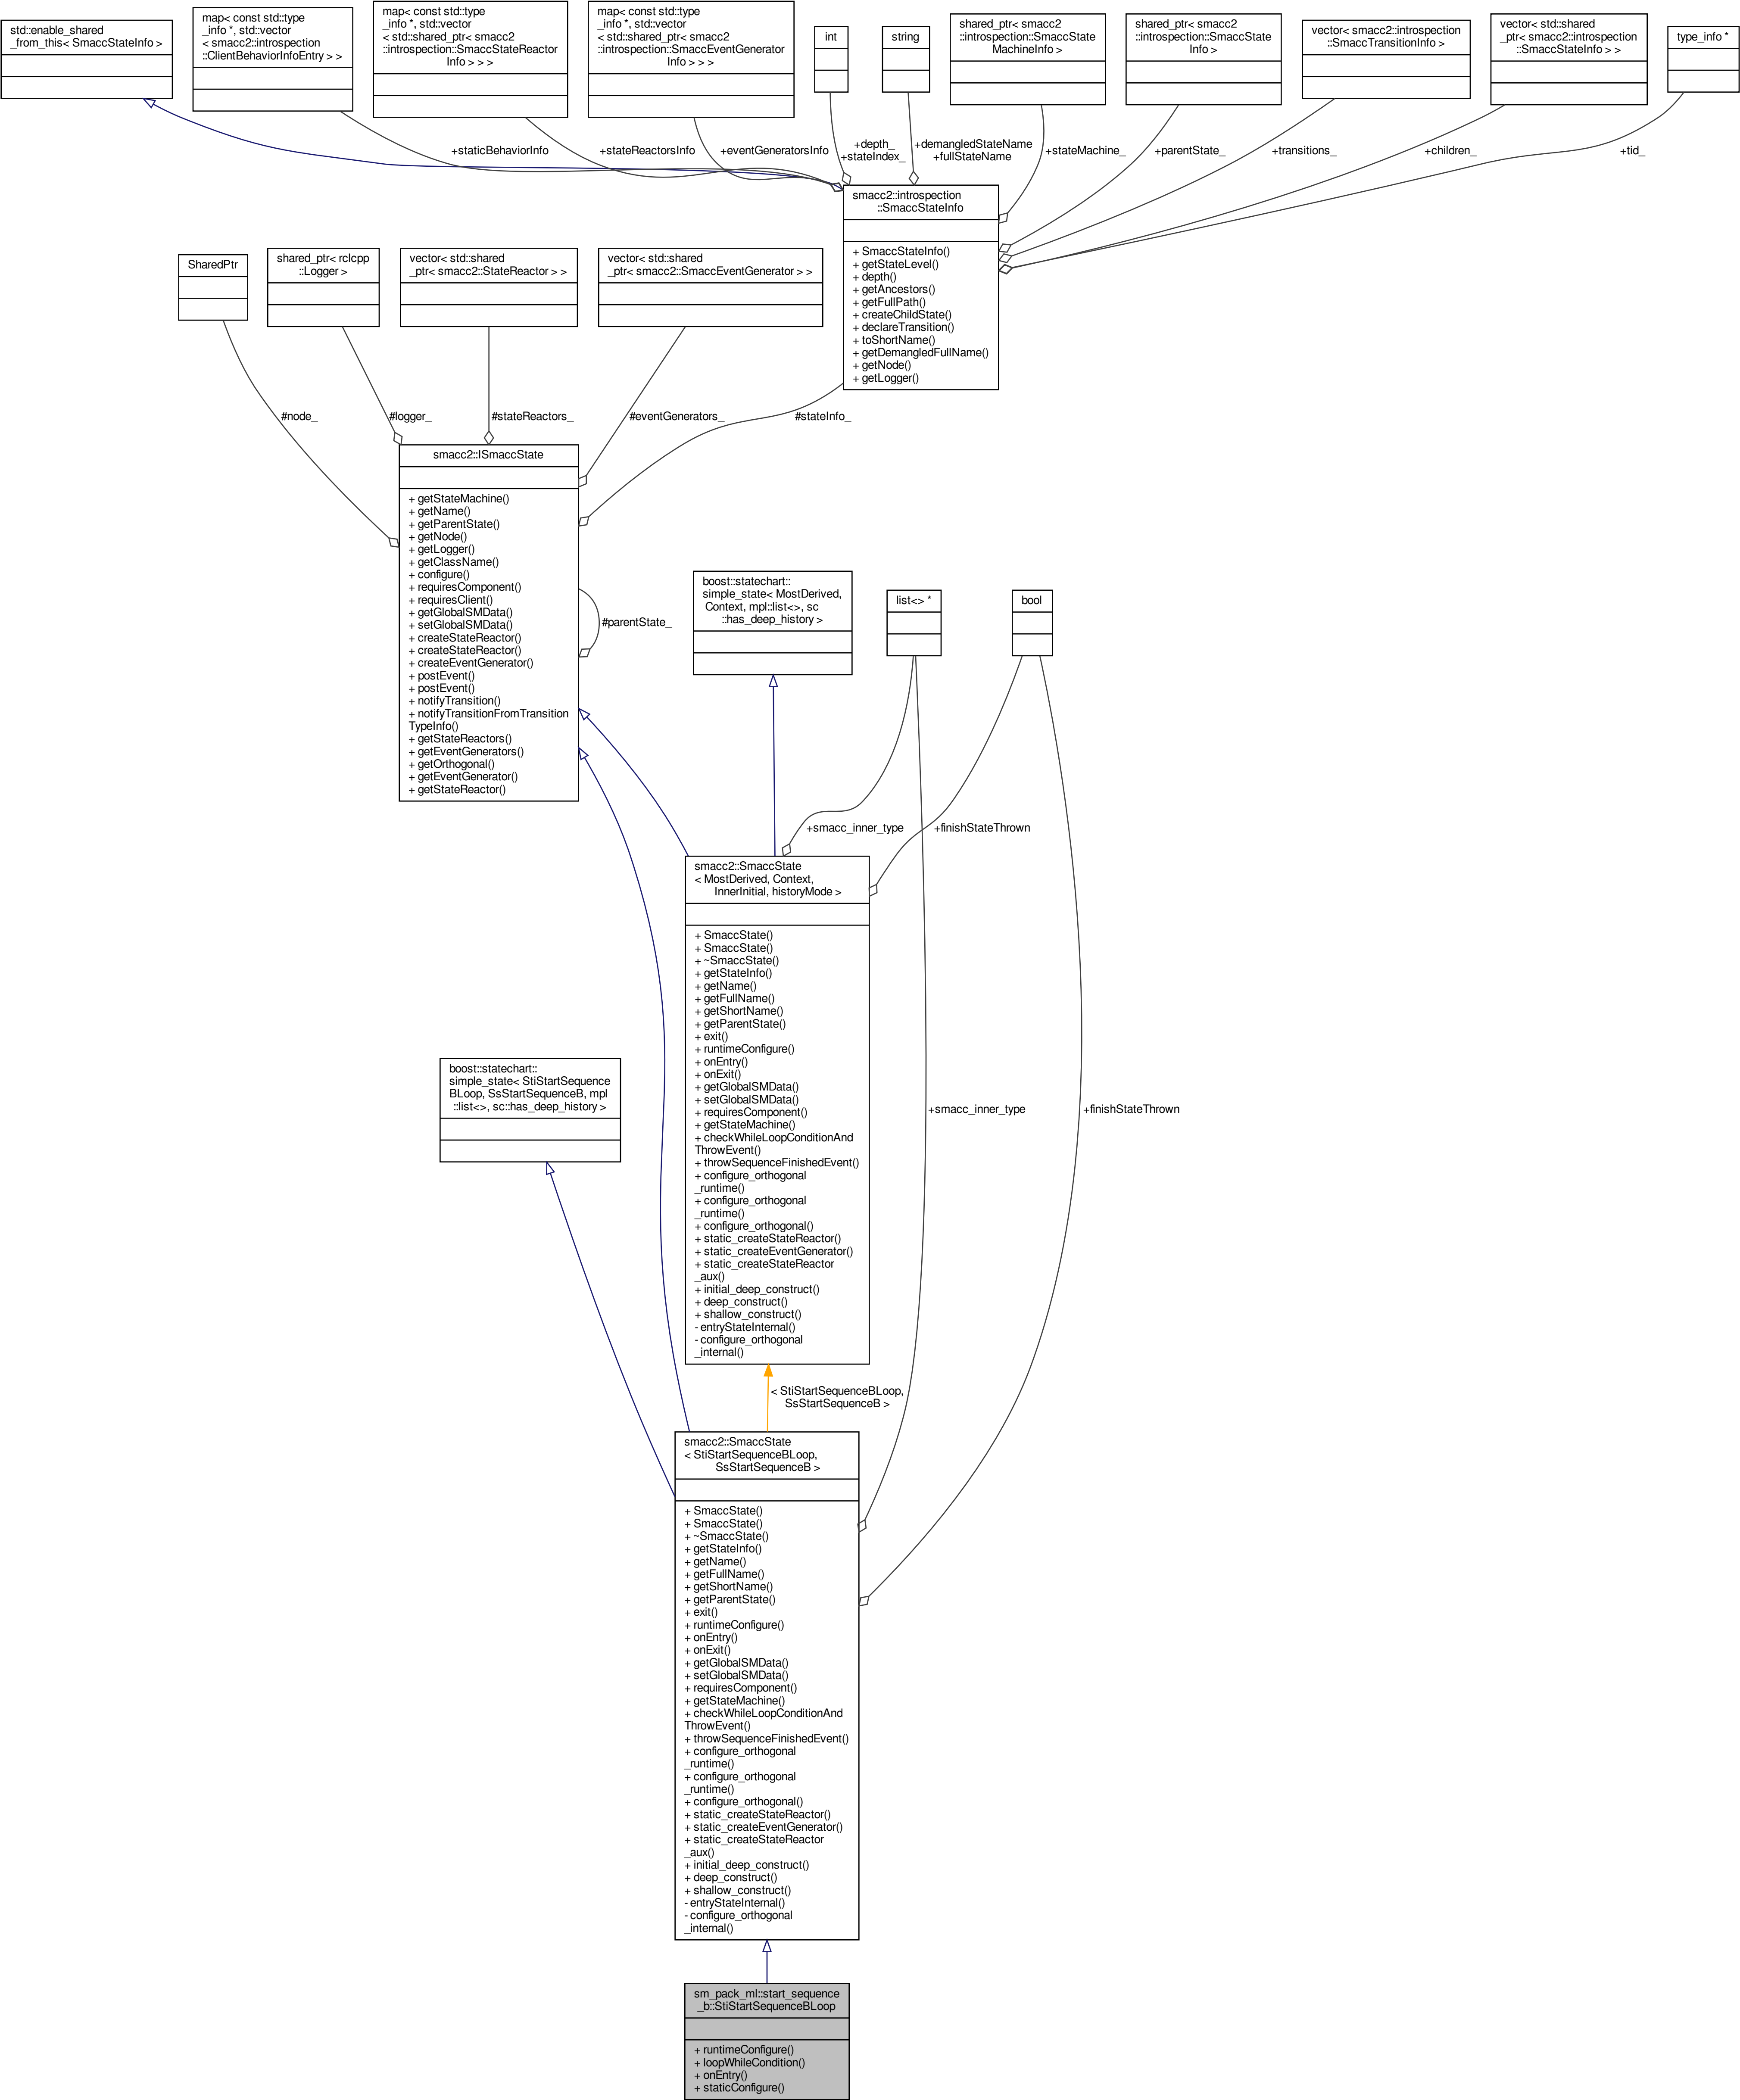 std::enable_shared
_from_this< SmaccStateInfo >
map< const std::type
_info *, std::vector
< smacc2::introspection
::ClientBehaviorInfoEntry > >
map< const std::type
_info *, std::vector
< std::shared_ptr< smacc2
::introspection::SmaccStateReactor
Info > > >
map< const std::type
_info *, std::vector
< std::shared_ptr< smacc2
::introspection::SmaccEventGenerator
Info > > >
int
string
shared_ptr< smacc2
::introspection::SmaccState
MachineInfo >
shared_ptr< smacc2
::introspection::SmaccState
Info >
vector< smacc2::introspection
::SmaccTransitionInfo >
vector< std::shared
_ptr< smacc2::introspection
::SmaccStateInfo > >
type_info *
+staticBehaviorInfo
+stateReactorsInfo
+eventGeneratorsInfo
+depth_
+stateIndex_
+demangledStateName
+fullStateName
+stateMachine_
+parentState_
+transitions_
+children_
+tid_
smacc2::introspection
::SmaccStateInfo
+ SmaccStateInfo()
+ getStateLevel()
+ depth()
+ getAncestors()
+ getFullPath()
+ createChildState()
+ declareTransition()
+ toShortName()
+ getDemangledFullName()
+ getNode()
+ getLogger()
SharedPtr
shared_ptr< rclcpp
::Logger >
vector< std::shared
_ptr< smacc2::StateReactor > >
vector< std::shared
_ptr< smacc2::SmaccEventGenerator > >
#node_
#logger_
#stateReactors_
#eventGenerators_
#stateInfo_
smacc2::ISmaccState
+ getStateMachine()
+ getName()
+ getParentState()
+ getNode()
+ getLogger()
+ getClassName()
+ configure()
+ requiresComponent()
+ requiresClient()
+ getGlobalSMData()
+ setGlobalSMData()
+ createStateReactor()
+ createStateReactor()
+ createEventGenerator()
+ postEvent()
+ postEvent()
+ notifyTransition()
+ notifyTransitionFromTransition
TypeInfo()
+ getStateReactors()
+ getEventGenerators()
+ getOrthogonal()
+ getEventGenerator()
+ getStateReactor()
#parentState_
boost::statechart::
simple_state< MostDerived,
Context, mpl::list<>, sc
::has_deep_history >
list<> *
bool
+smacc_inner_type
+finishStateThrown
smacc2::SmaccState
< MostDerived, Context,
InnerInitial, historyMode >
+ SmaccState()
+ SmaccState()
+ ~SmaccState()
+ getStateInfo()
+ getName()
+ getFullName()
+ getShortName()
+ getParentState()
+ exit()
+ runtimeConfigure()
+ onEntry()
+ onExit()
+ getGlobalSMData()
+ setGlobalSMData()
+ requiresComponent()
+ getStateMachine()
+ checkWhileLoopConditionAnd
ThrowEvent()
+ throwSequenceFinishedEvent()
+ configure_orthogonal
_runtime()
+ configure_orthogonal
_runtime()
+ configure_orthogonal()
+ static_createStateReactor()
+ static_createEventGenerator()
+ static_createStateReactor
_aux()
+ initial_deep_construct()
+ deep_construct()
+ shallow_construct()
- entryStateInternal()
- configure_orthogonal
_internal()
boost::statechart::
simple_state< StiStartSequence
BLoop, SsStartSequenceB, mpl
::list<>, sc::has_deep_history >
+smacc_inner_type
+finishStateThrown
< StiStartSequenceBLoop,
SsStartSequenceB >
smacc2::SmaccState
< StiStartSequenceBLoop,
SsStartSequenceB >
+ SmaccState()
+ SmaccState()
+ ~SmaccState()
+ getStateInfo()
+ getName()
+ getFullName()
+ getShortName()
+ getParentState()
+ exit()
+ runtimeConfigure()
+ onEntry()
+ onExit()
+ getGlobalSMData()
+ setGlobalSMData()
+ requiresComponent()
+ getStateMachine()
+ checkWhileLoopConditionAnd
ThrowEvent()
+ throwSequenceFinishedEvent()
+ configure_orthogonal
_runtime()
+ configure_orthogonal
_runtime()
+ configure_orthogonal()
+ static_createStateReactor()
+ static_createEventGenerator()
+ static_createStateReactor
_aux()
+ initial_deep_construct()
+ deep_construct()
+ shallow_construct()
- entryStateInternal()
- configure_orthogonal
_internal()
sm_pack_ml::start_sequence
_b::StiStartSequenceBLoop
+ runtimeConfigure()
+ loopWhileCondition()
+ onEntry()
+ staticConfigure()